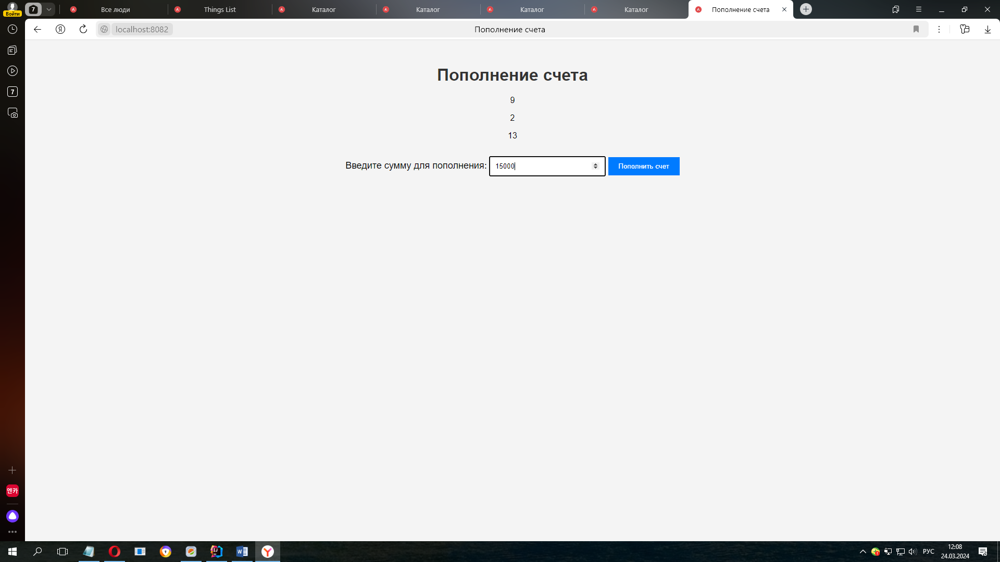 7
Все люди
Things List
Каталог
Каталог
Каталог
Каталог
Пополнение счета
Войти
Я
localhost:8082
Пополнение счета
7
Пополнение счета
9
2
13
Введите сумму для пополнения: 15000 Пополнить счет
엔카
РУС
12:08
24.03.2024